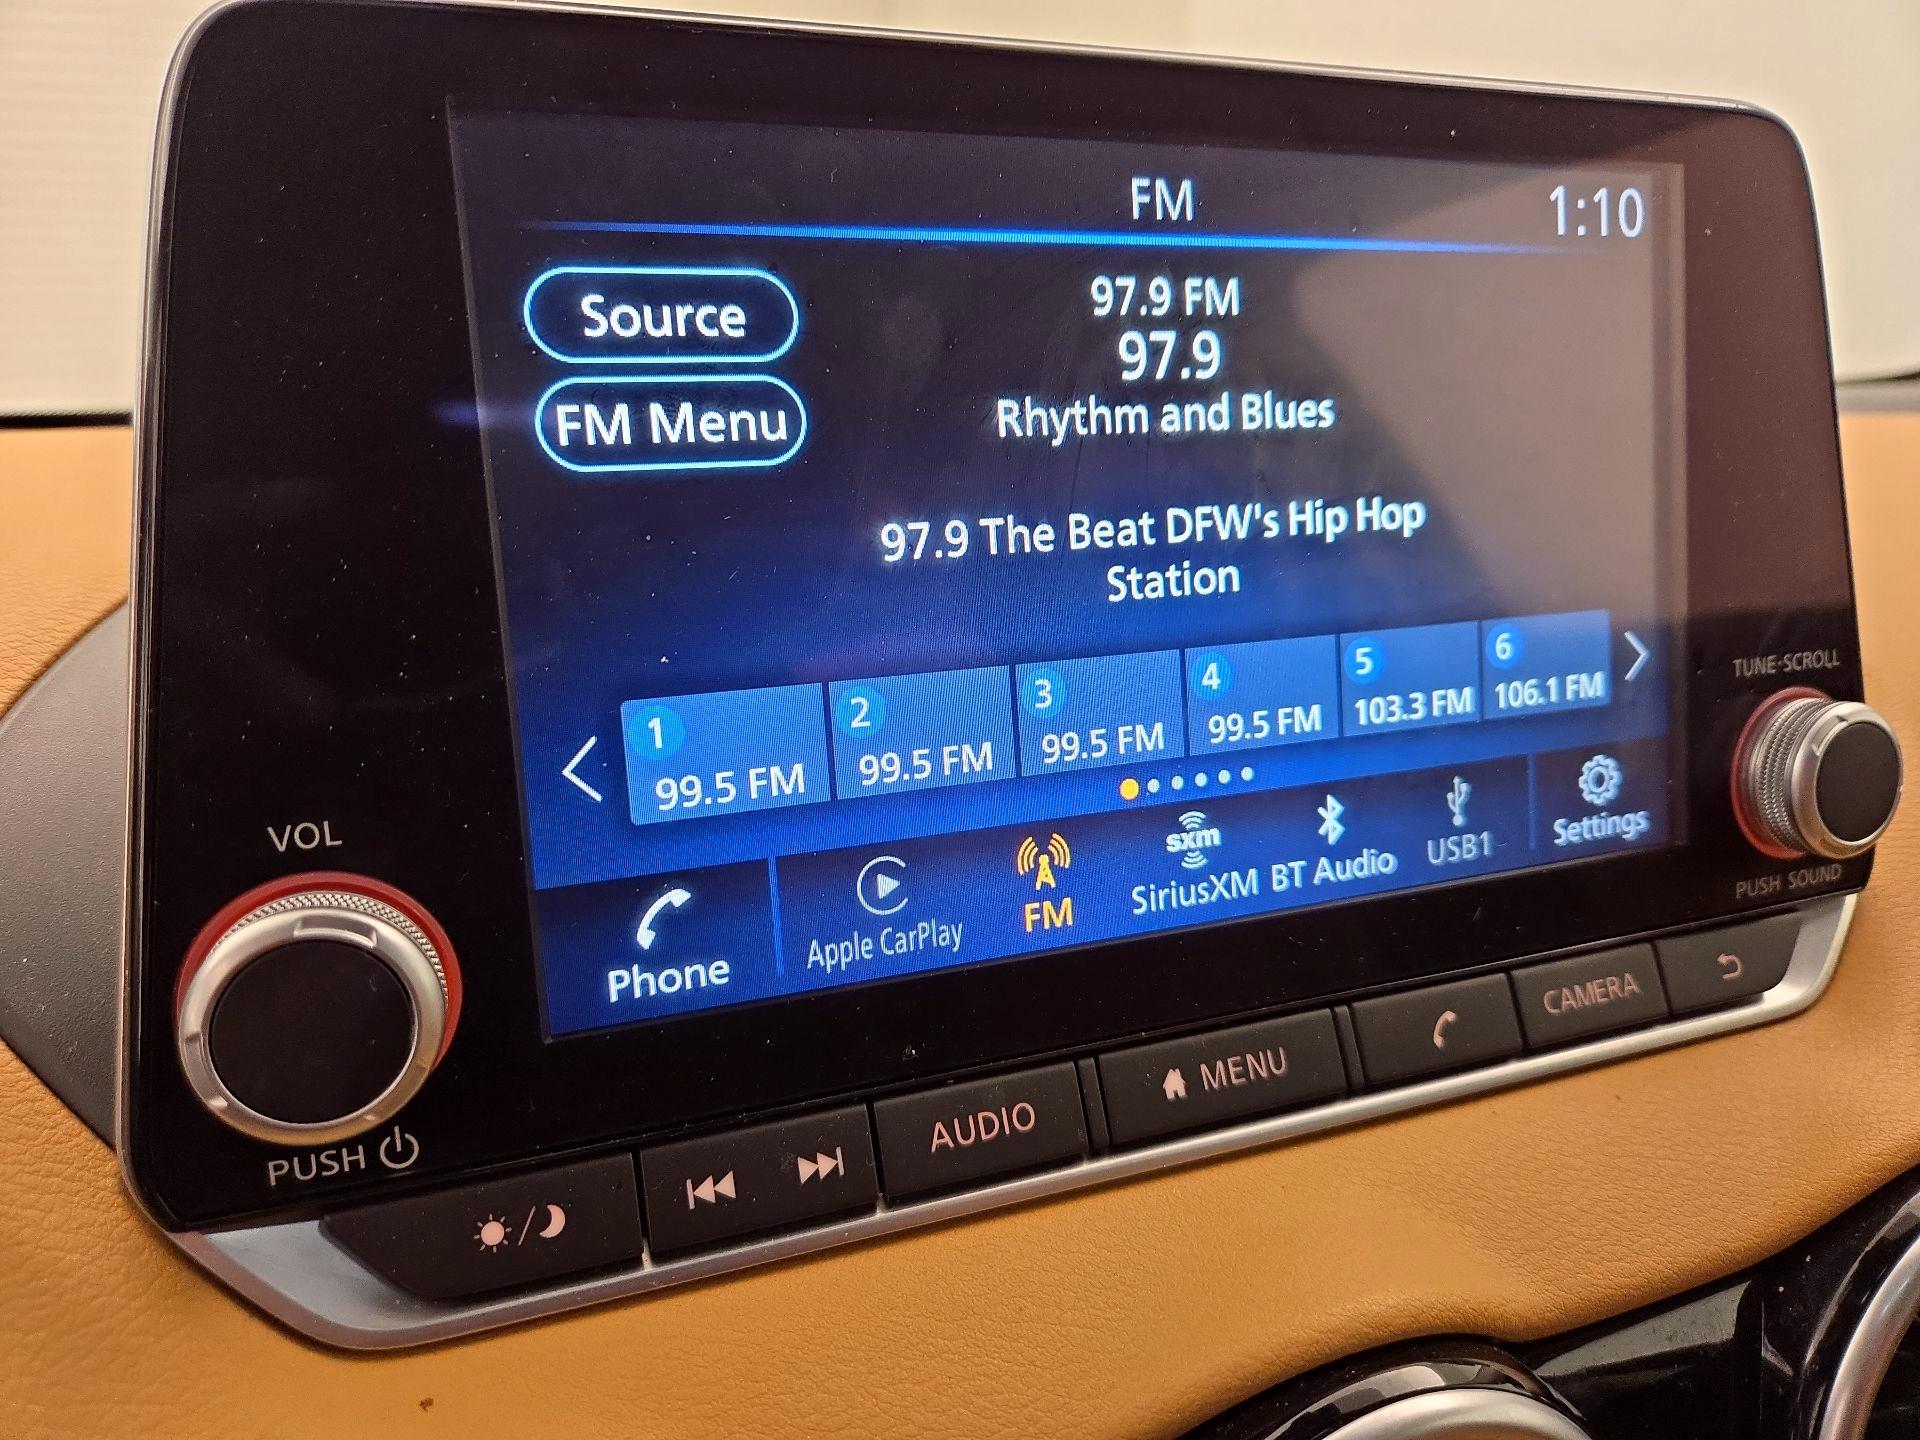 FM
1:10
Source
97.9 FM
97.9
FM Menu
Rhythm and Blues
97.9 The Beat DFW's Hip Hop
Station
1
99.5 FM
2
99.5 FM
3
99.5 FM
4
99.5 FM
5
103.3 FM
6
106.1 FM
Phone
Apple CarPlay
FM
sxm
SiriusXM
BT Audio
USB1
Settings
TUNE·SCROLL
PUSH SOUND
VOL
PUSH
AUDIO
MENU
CAMERA